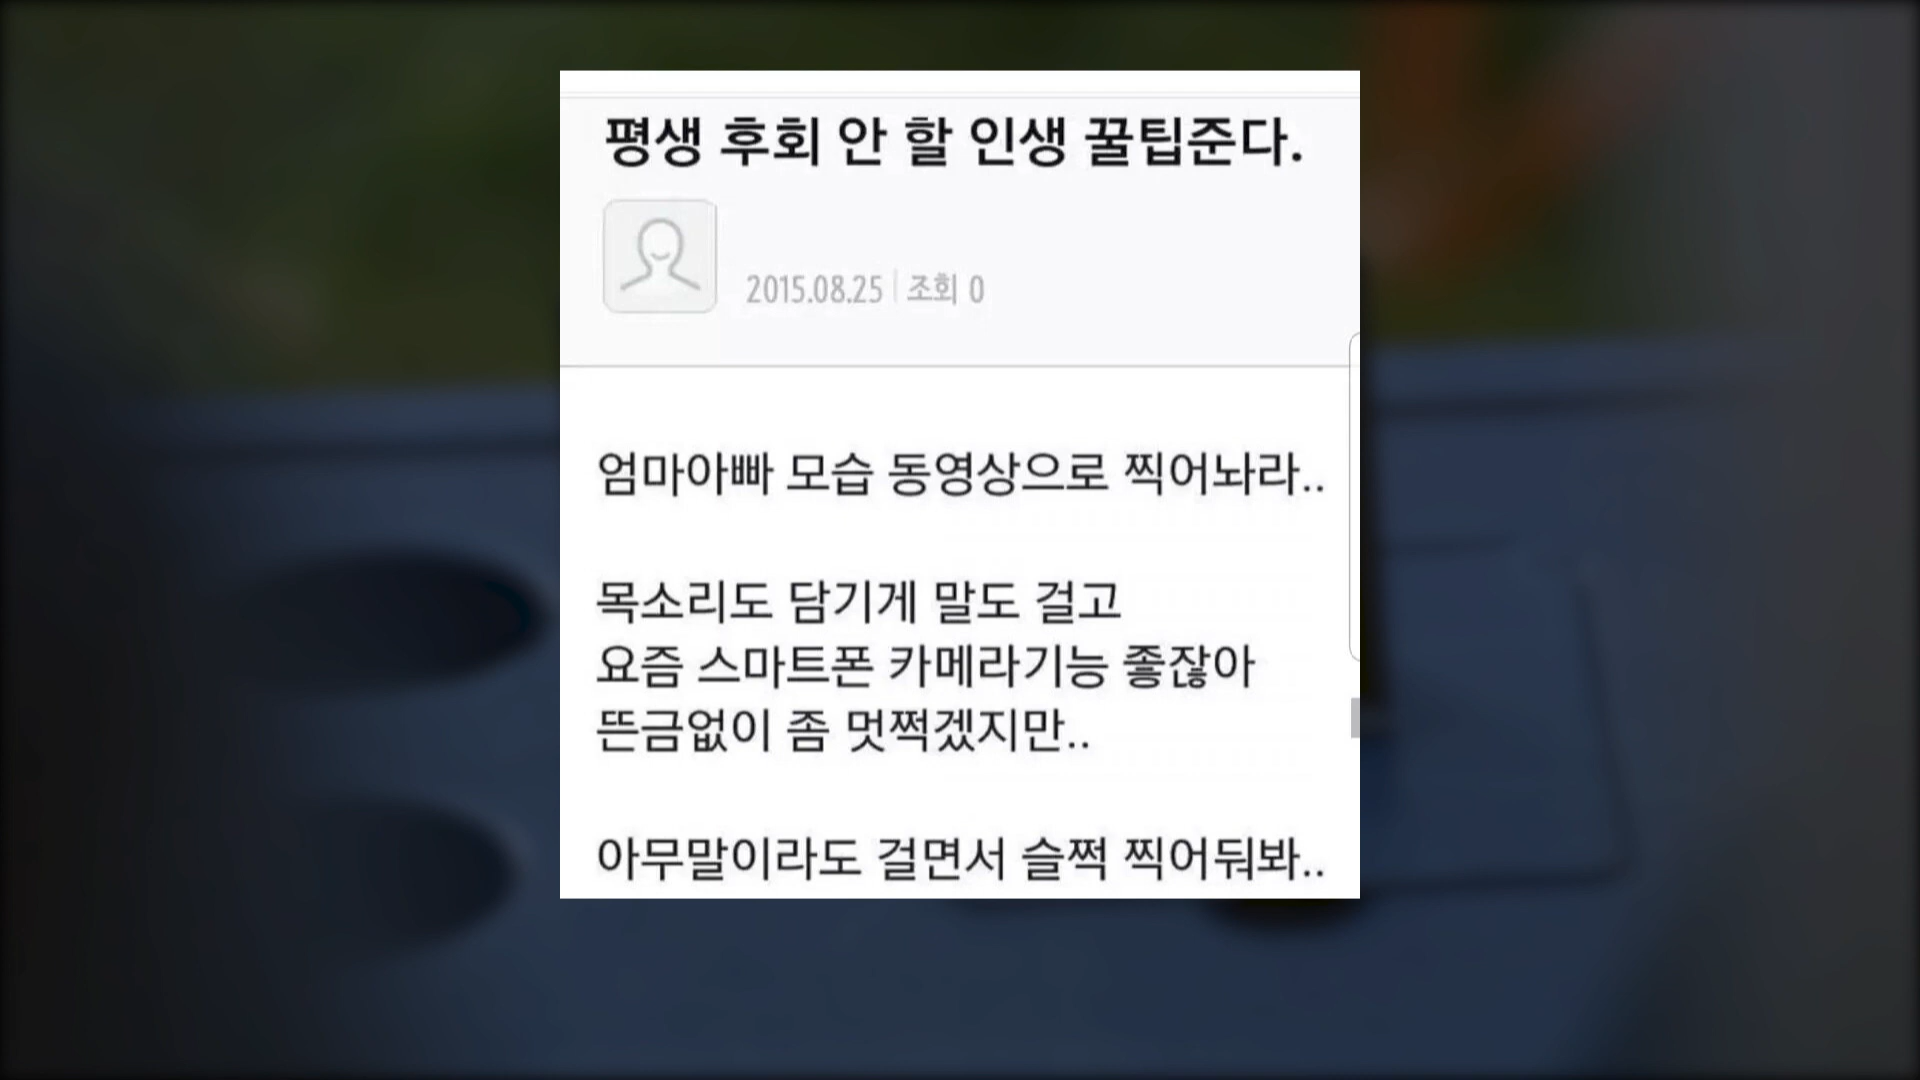 평생 후회 안 할 인생 꿀팁준다.
2015.08.25 | 조회 0
엄마아빠 모습 동영상으로 찍어놔라..
목소리도 담기게 말도 걸고
요즘 스마트폰 카메라기능 좋잖아
뜬금없이 좀 멋쩍겠지만..
아무말이라도 걸면서 슬쩍 찍어둬봐..